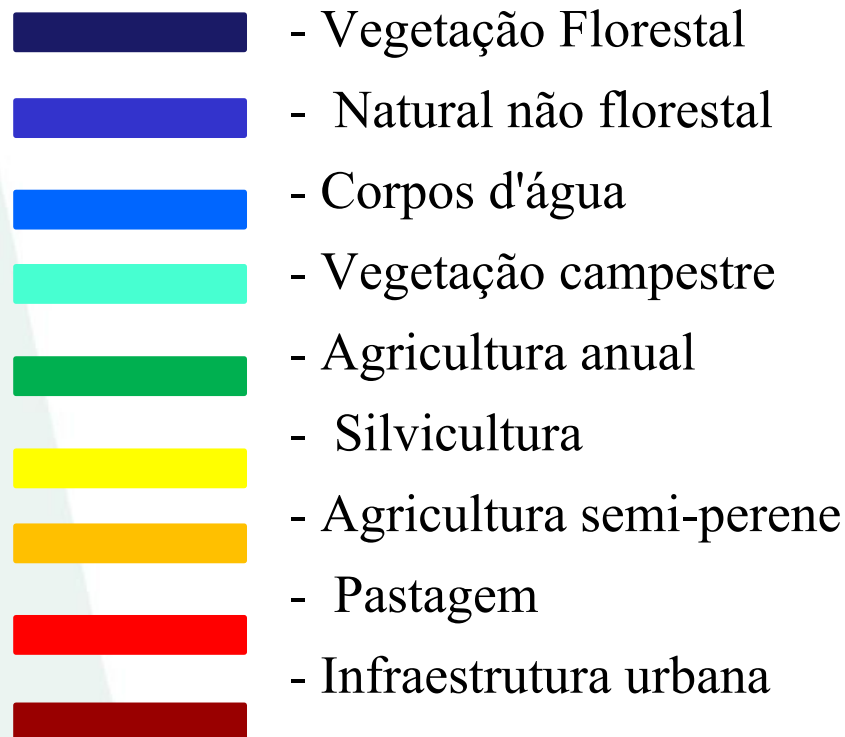 - Vegetação Florestal
- Natural não florestal
- Corpos d'água
- Vegetação campestre
- Agricultura anual
- Silvicultura
- Agricultura semi-perene
- Pastagem
- Infraestrutura urbana